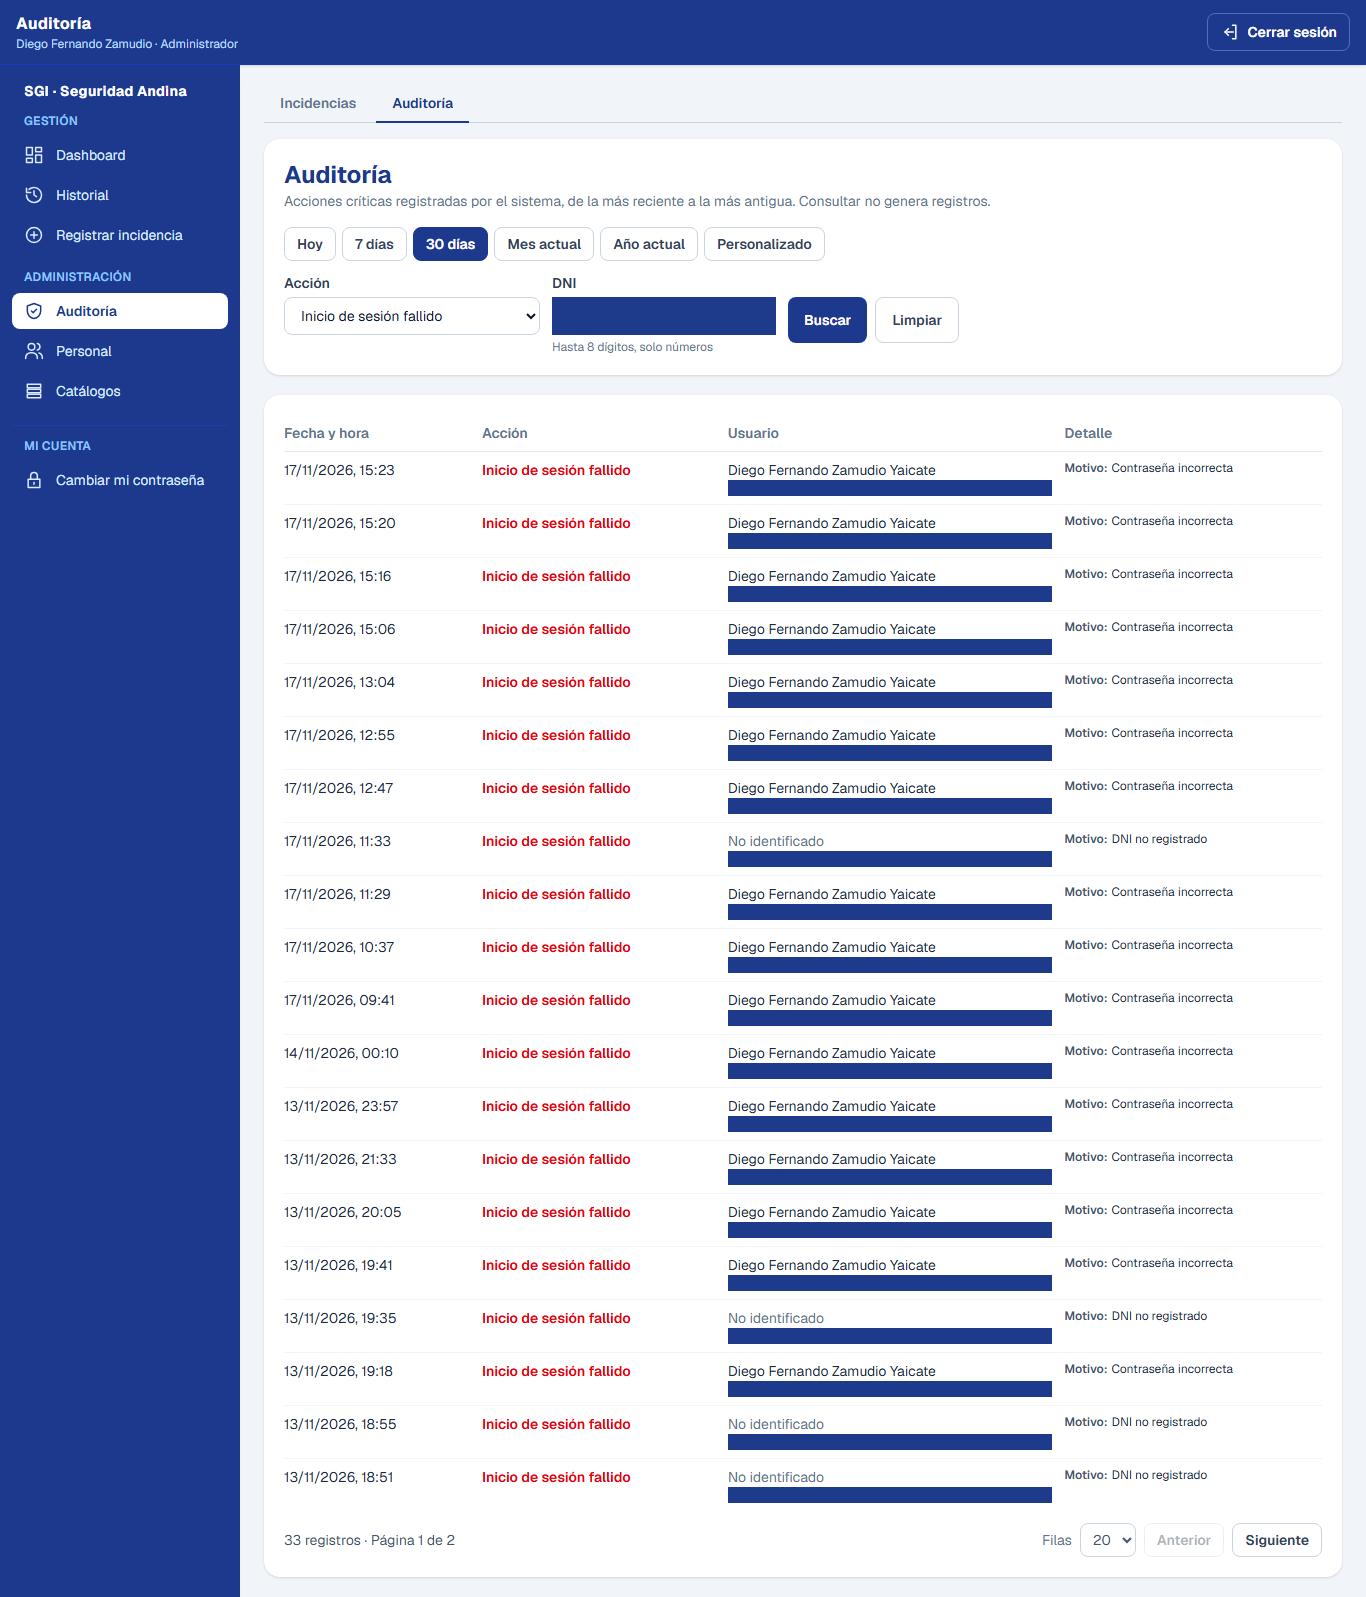 Auditoría
Diego Fernando Zamudio · Administrador
Cerrar sesión
SGI · Seguridad Andina
GESTIÓN
Dashboard
Historial
Registrar incidencia
ADMINISTRACIÓN
Auditoría
Personal
Catálogos
MI CUENTA
Cambiar mi contraseña
Incidencias Auditoría
Auditoría
Acciones críticas registradas por el sistema, de la más reciente a la más antigua. Consultar no genera registros.
Hoy 7 días 30 días Mes actual Año actual Personalizado
Acción DNI
Inicio de sesión fallido Buscar Limpiar
Hasta 8 dígitos, solo números
Fecha y hora Acción Usuario Detalle
17/11/2026, 15:23 Inicio de sesión fallido Diego Fernando Zamudio Yaicate Motivo: Contraseña incorrecta
17/11/2026, 15:20 Inicio de sesión fallido Diego Fernando Zamudio Yaicate Motivo: Contraseña incorrecta
17/11/2026, 15:16 Inicio de sesión fallido Diego Fernando Zamudio Yaicate Motivo: Contraseña incorrecta
17/11/2026, 15:06 Inicio de sesión fallido Diego Fernando Zamudio Yaicate Motivo: Contraseña incorrecta
17/11/2026, 13:04 Inicio de sesión fallido Diego Fernando Zamudio Yaicate Motivo: Contraseña incorrecta
17/11/2026, 12:55 Inicio de sesión fallido Diego Fernando Zamudio Yaicate Motivo: Contraseña incorrecta
17/11/2026, 12:47 Inicio de sesión fallido Diego Fernando Zamudio Yaicate Motivo: Contraseña incorrecta
17/11/2026, 11:33 Inicio de sesión fallido No identificado Motivo: DNI no registrado
17/11/2026, 11:29 Inicio de sesión fallido Diego Fernando Zamudio Yaicate Motivo: Contraseña incorrecta
17/11/2026, 10:37 Inicio de sesión fallido Diego Fernando Zamudio Yaicate Motivo: Contraseña incorrecta
17/11/2026, 09:41 Inicio de sesión fallido Diego Fernando Zamudio Yaicate Motivo: Contraseña incorrecta
14/11/2026, 00:10 Inicio de sesión fallido Diego Fernando Zamudio Yaicate Motivo: Contraseña incorrecta
13/11/2026, 23:57 Inicio de sesión fallido Diego Fernando Zamudio Yaicate Motivo: Contraseña incorrecta
13/11/2026, 21:33 Inicio de sesión fallido Diego Fernando Zamudio Yaicate Motivo: Contraseña incorrecta
13/11/2026, 20:05 Inicio de sesión fallido Diego Fernando Zamudio Yaicate Motivo: Contraseña incorrecta
13/11/2026, 19:41 Inicio de sesión fallido Diego Fernando Zamudio Yaicate Motivo: Contraseña incorrecta
13/11/2026, 19:35 Inicio de sesión fallido No identificado Motivo: DNI no registrado
13/11/2026, 19:18 Inicio de sesión fallido Diego Fernando Zamudio Yaicate Motivo: Contraseña incorrecta
13/11/2026, 18:55 Inicio de sesión fallido No identificado Motivo: DNI no registrado
13/11/2026, 18:51 Inicio de sesión fallido No identificado Motivo: DNI no registrado
33 registros · Página 1 de 2 Filas 20 Anterior Siguiente